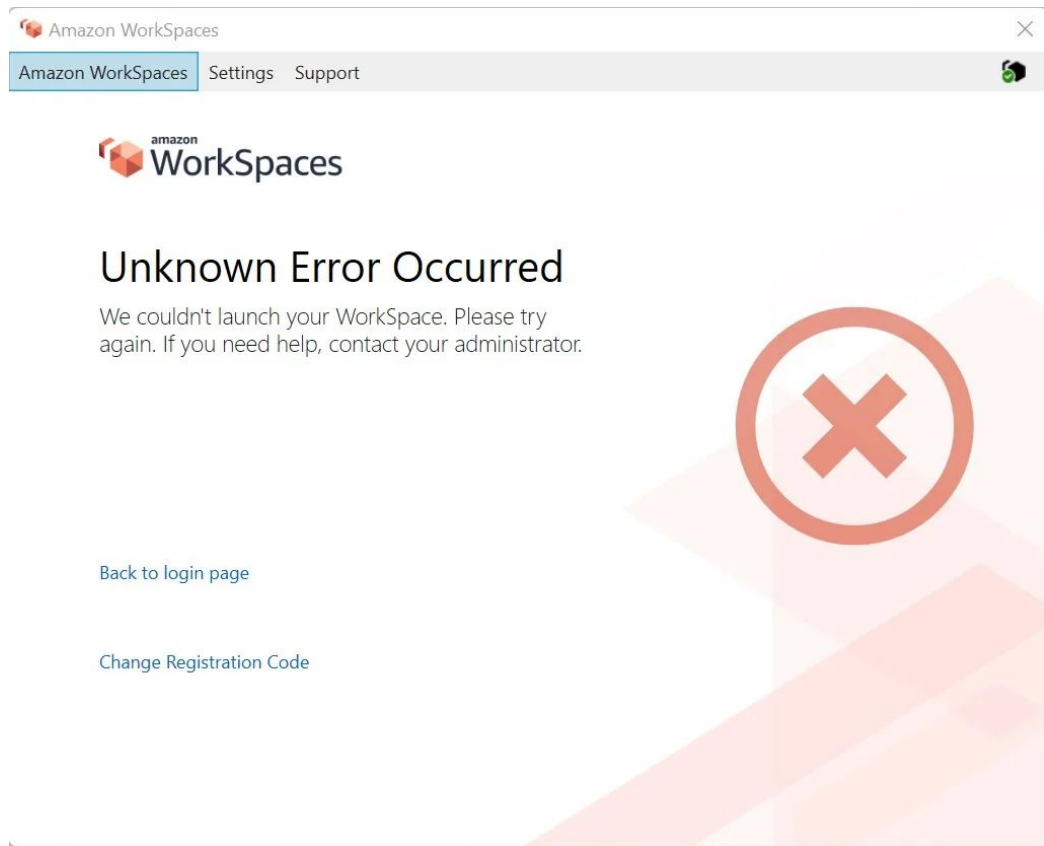 Amazon WorkSpaces
Amazon WorkSpaces Settings Support
amazon
WorkSpaces
Unknown Error Occurred
We couldn't launch your WorkSpace. Please try
again. If you need help, contact your administrator.
Back to login page
Change Registration Code